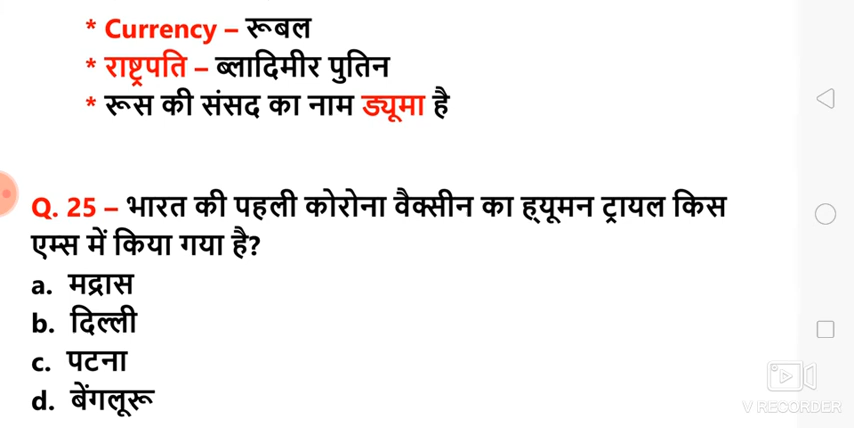 * Currency – रूबल
* राष्ट्रपति – ब्लादिमीर पुतिन
* रूस की संसद का नाम ड्यूमा है
Q. 25 – भारत की पहली कोरोना वैक्सीन का ह्यूमन ट्रायल किस
एम्स में किया गया है?
a. मद्रास
b. दिल्ली
c. पटना
d. बेंगलूरू
V RECORDER